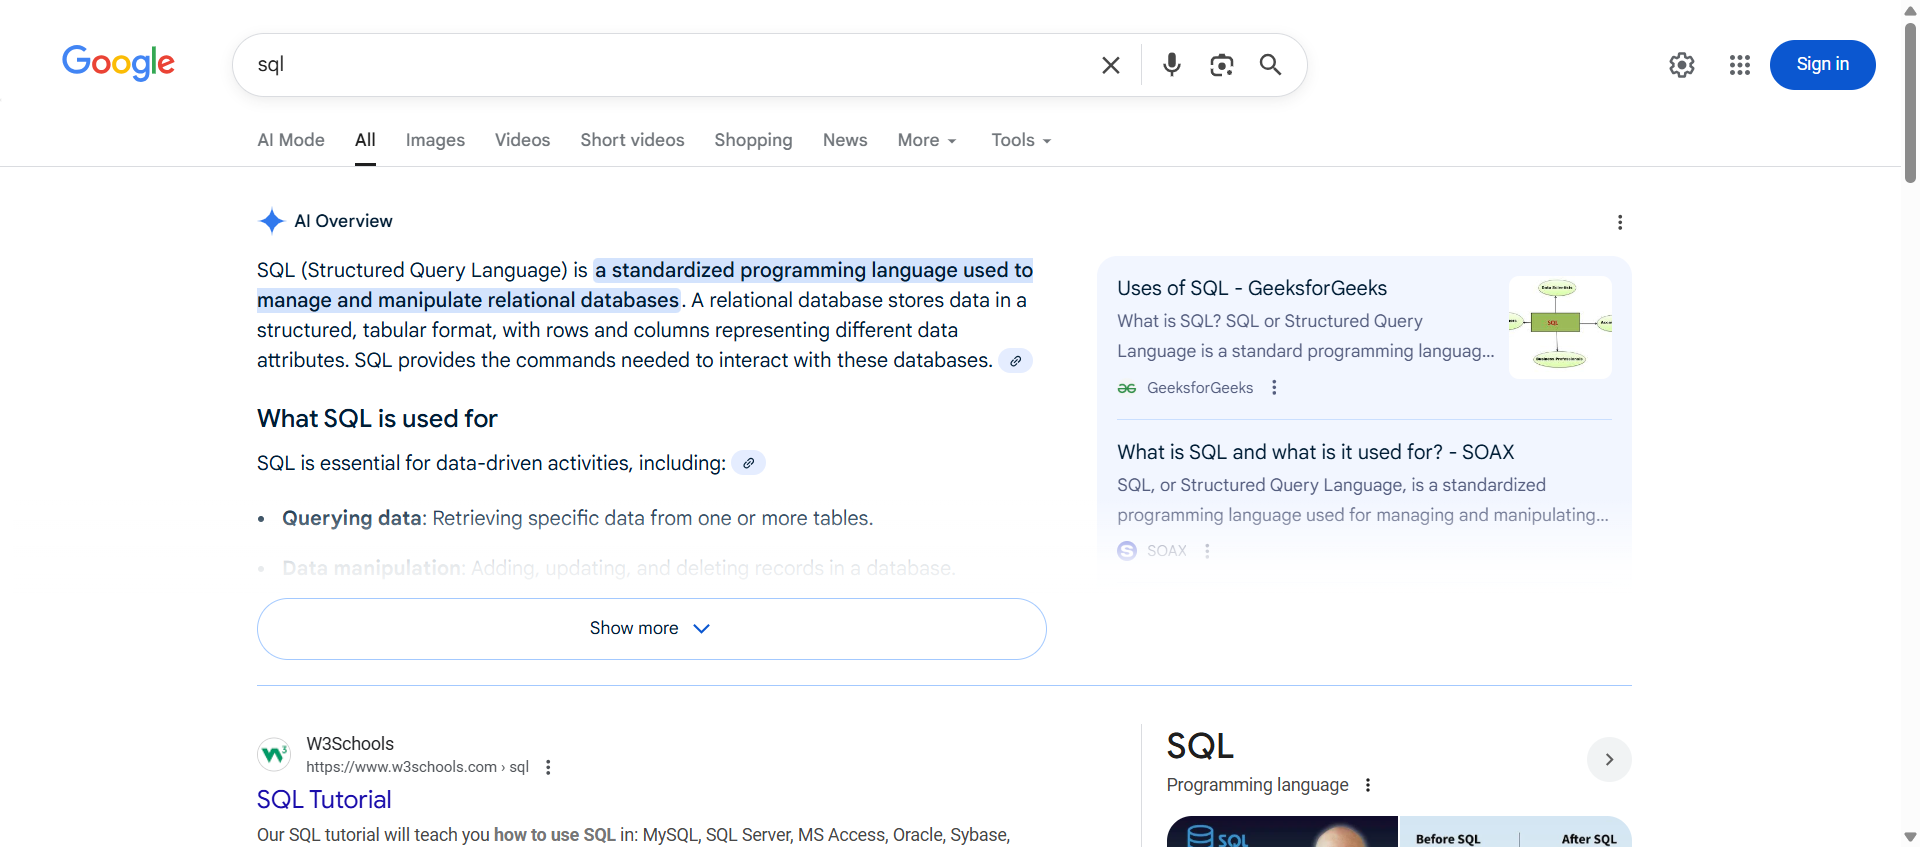 Google
sql
Sign in
AI Mode
All
Images
Videos
Short videos
Shopping
News
More
Tools
AI Overview
SQL (Structured Query Language) is a standardized programming language used to
manage and manipulate relational databases. A relational database stores data in a
structured, tabular format, with rows and columns representing different data
attributes. SQL provides the commands needed to interact with these databases.
What SQL is used for
SQL is essential for data-driven activities, including:
• Querying data: Retrieving specific data from one or more tables.
• Data manipulation: Adding, updating, and deleting records in a database.
Show more
Uses of SQL - GeeksforGeeks
What is SQL? SQL or Structured Query
Language is a standard programming languag...
GeeksforGeeks
Data Scientists
SQL
Business Professionals
What is SQL and what is it used for? - SOAX
SQL, or Structured Query Language, is a standardized
programming language used for managing and manipulating...
SOAX
W3Schools
https://www.w3schools.com › sql
SQL Tutorial
Our SQL tutorial will teach you how to use SQL in: MySQL, SQL Server, MS Access, Oracle, Sybase,
SQL
Programming language
SQL
Before SQL
After SQL